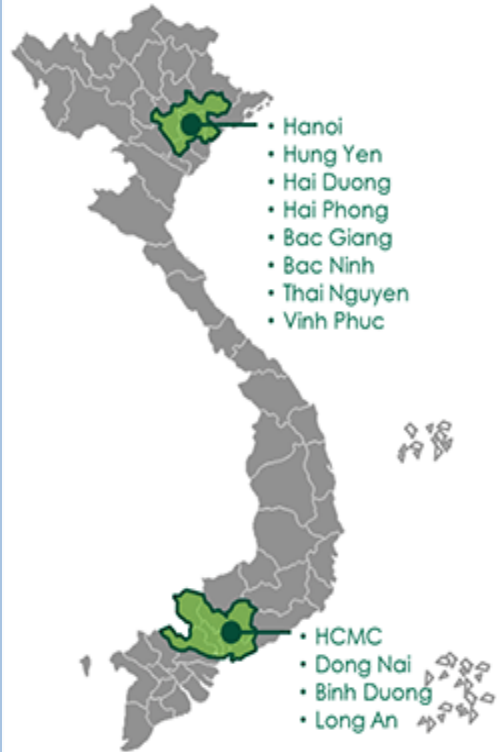 • Hanoi
• Hung Yen
• Hai Duong
• Hai Phong
• Bac Giang
• Bac Ninh
• Thai Nguyen
• Vinh Phuc
• HCMC
• Dong Nai
• Binh Duong
• Long An